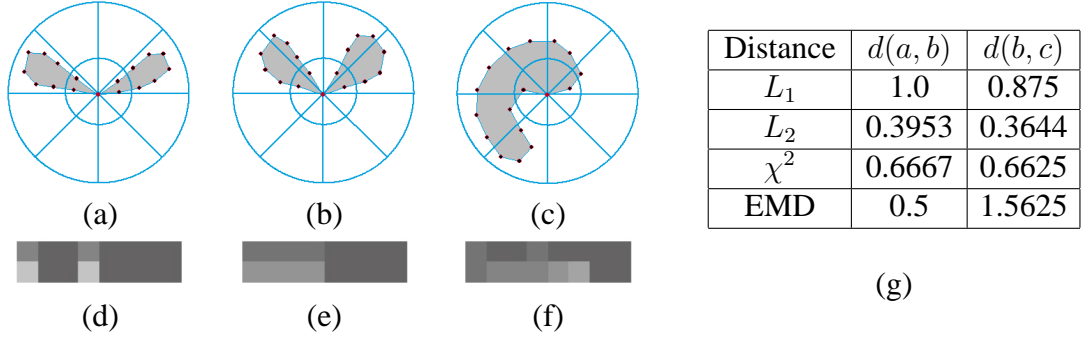 (a) (b) (c)
(d) (e) (f)
Distance d(a, b) d(b, c)
L₁ 1.0 0.875
L₂ 0.3953 0.3644
χ² 0.6667 0.6625
EMD 0.5 1.5625
(g)